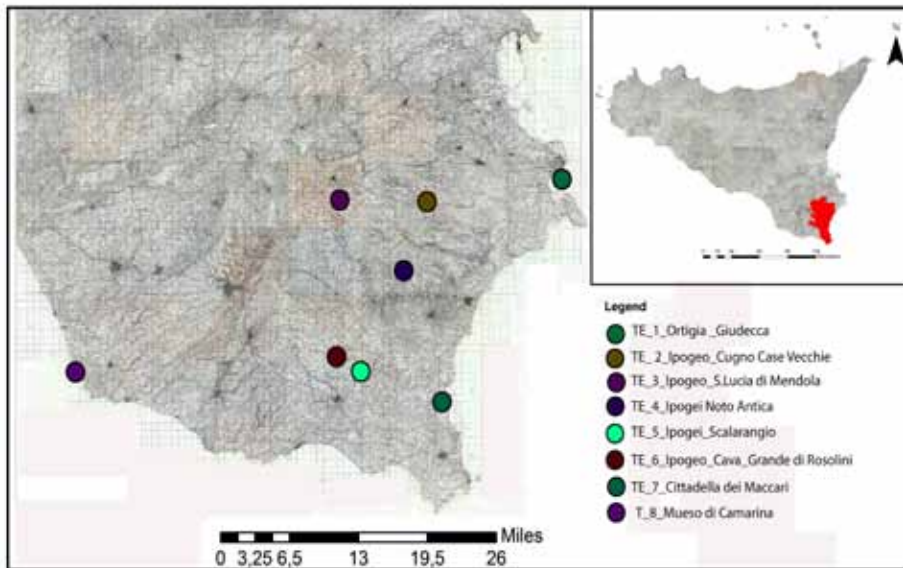 Legend
TE_1_Ortigia _Giudecca
TE_ 2_Ipogeo_Cugno Case Vecchie
TE_3_Ipogeo_S.Lucia di Mendola
TE_4_Ipogei Noto Antica
TE_5_Ipogei_Scalarangio
TE_6_Ipogeo_Cava_Grande di Rosolini
TE_7_Cittadella dei Maccari
T_8_Mueso di Camarina
Miles
0 3,25 6,5 13 19,5 26